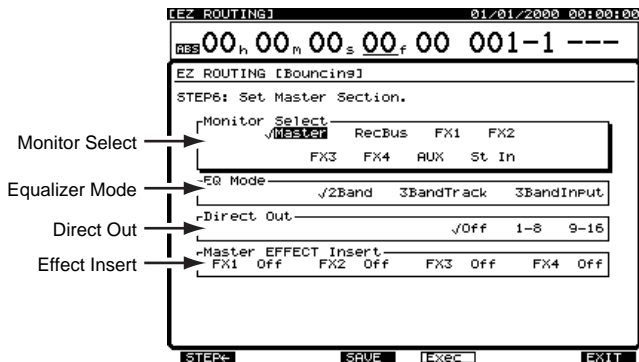 [EZ ROUTING] 01/01/2000 00:00:00
ABS 00h 00m 00s 00f 00 001-1 ---
EZ ROUTING [Bouncing]
STEP6: Set Master Section.
Monitor Select
Monitor Select
√Master RecBus FX1 FX2
FX3 FX4 AUX St In
Equalizer Mode
EQ Mode
√2Band 3BandTrack 3BandInput
Direct Out
Direct Out
√Off 1-8 9-16
Effect Insert
Master EFFECT Insert
FX1 Off FX2 Off FX3 Off FX4 Off
STEP← SAVE Exec EXIT